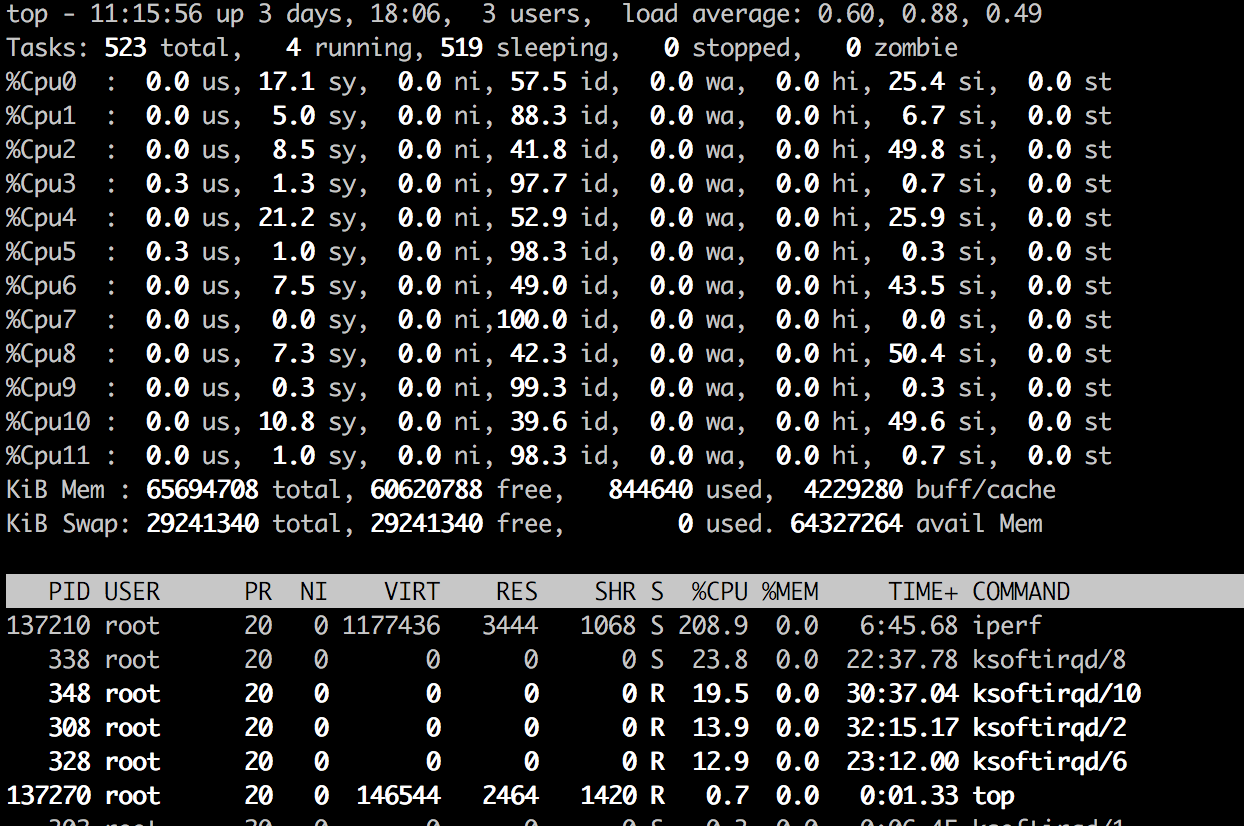 top - 11:15:56 up 3 days, 18:06,  3 users,  load average: 0.60, 0.88, 0.49
Tasks: 523 total,   4 running, 519 sleeping,   0 stopped,   0 zombie
%Cpu0  :  0.0 us, 17.1 sy,  0.0 ni, 57.5 id,  0.0 wa,  0.0 hi, 25.4 si,  0.0 st
%Cpu1  :  0.0 us,  5.0 sy,  0.0 ni, 88.3 id,  0.0 wa,  0.0 hi,  6.7 si,  0.0 st
%Cpu2  :  0.0 us,  8.5 sy,  0.0 ni, 41.8 id,  0.0 wa,  0.0 hi, 49.8 si,  0.0 st
%Cpu3  :  0.3 us,  1.3 sy,  0.0 ni, 97.7 id,  0.0 wa,  0.0 hi,  0.7 si,  0.0 st
%Cpu4  :  0.0 us, 21.2 sy,  0.0 ni, 52.9 id,  0.0 wa,  0.0 hi, 25.9 si,  0.0 st
%Cpu5  :  0.3 us,  1.0 sy,  0.0 ni, 98.3 id,  0.0 wa,  0.0 hi,  0.3 si,  0.0 st
%Cpu6  :  0.0 us,  7.5 sy,  0.0 ni, 49.0 id,  0.0 wa,  0.0 hi, 43.5 si,  0.0 st
%Cpu7  :  0.0 us,  0.0 sy,  0.0 ni,100.0 id,  0.0 wa,  0.0 hi,  0.0 si,  0.0 st
%Cpu8  :  0.0 us,  7.3 sy,  0.0 ni, 42.3 id,  0.0 wa,  0.0 hi, 50.4 si,  0.0 st
%Cpu9  :  0.0 us,  0.3 sy,  0.0 ni, 99.3 id,  0.0 wa,  0.0 hi,  0.3 si,  0.0 st
%Cpu10 :  0.0 us, 10.8 sy,  0.0 ni, 39.6 id,  0.0 wa,  0.0 hi, 49.6 si,  0.0 st
%Cpu11 :  0.0 us,  1.0 sy,  0.0 ni, 98.3 id,  0.0 wa,  0.0 hi,  0.7 si,  0.0 st
KiB Mem : 65694708 total, 60620788 free,   844640 used,  4229280 buff/cache
KiB Swap: 29241340 total, 29241340 free,        0 used. 64327264 avail Mem
PID USER      PR  NI    VIRT    RES    SHR S  %CPU %MEM     TIME+ COMMAND
137210 root      20   0 1177436   3444   1068 S 208.9  0.0   6:45.68 iperf
338 root      20   0       0      0      0 S  23.8  0.0  22:37.78 ksoftirqd/8
348 root      20   0       0      0      0 R  19.5  0.0  30:37.04 ksoftirqd/10
308 root      20   0       0      0      0 R  13.9  0.0  32:15.17 ksoftirqd/2
328 root      20   0       0      0      0 R  12.9  0.0  23:12.00 ksoftirqd/6
137270 root      20   0  146544   2464   1420 R   0.7  0.0   0:01.33 top